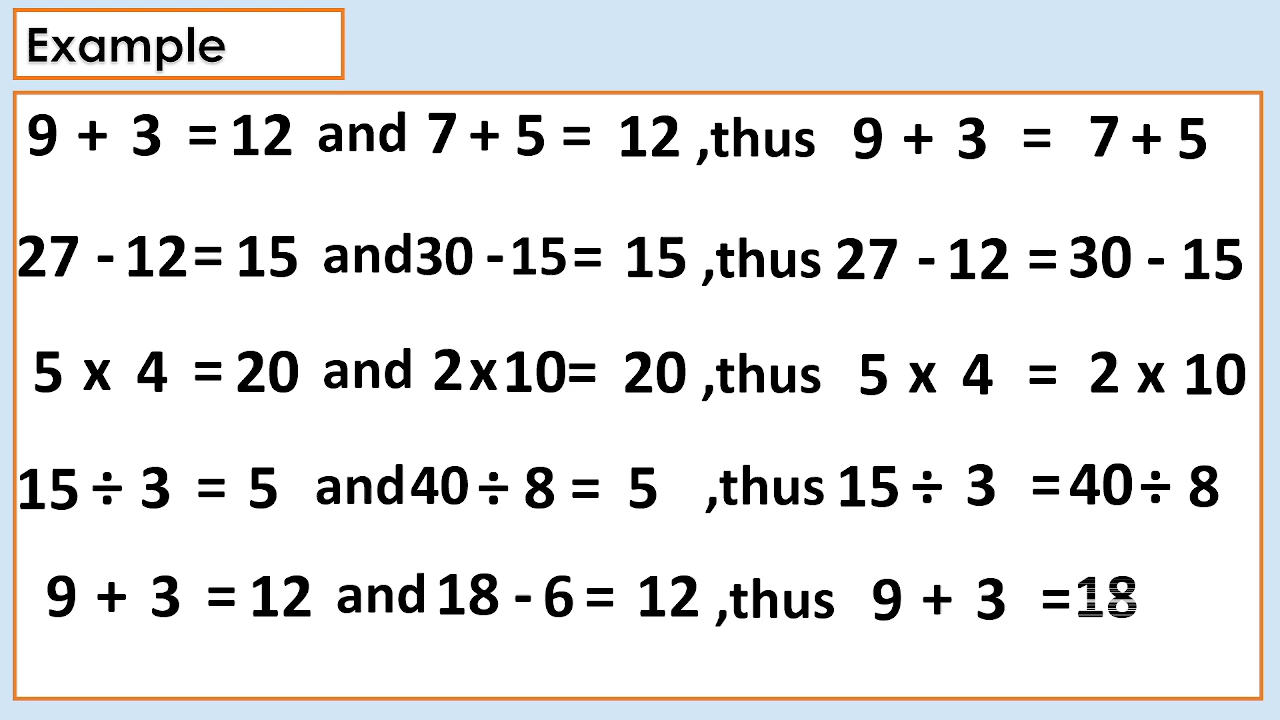 Example
9 + 3 = 12 and 7 + 5 = 12 ,thus 9 + 3 = 7 + 5
27 - 12 = 15 and 30 - 15 = 15 ,thus 27 - 12 = 30 - 15
5 x 4 = 20 and 2 x 10 = 20 ,thus 5 x 4 = 2 x 10
15 ÷ 3 = 5 and 40 ÷ 8 = 5 ,thus 15 ÷ 3 = 40 ÷ 8
9 + 3 = 12 and 18 - 6 = 12 ,thus 9 + 3 = 18